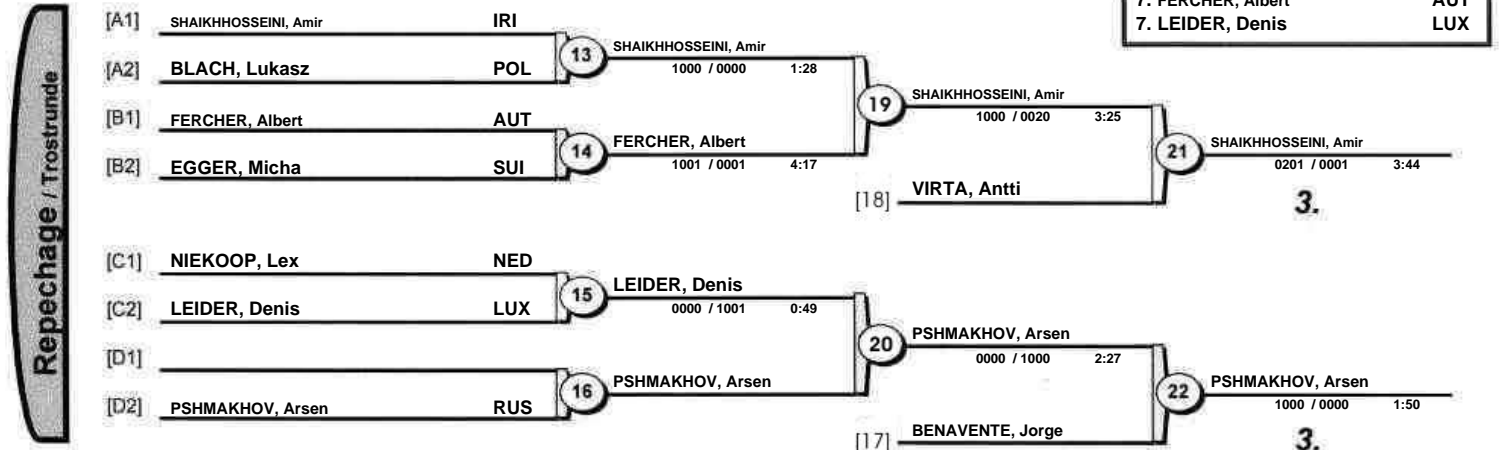 7. FERCHER, Albert AUT
7. LEIDER, Denis LUX
Repechage / Trostrunde
[A1] SHAIKHHOSSEINI, Amir IRI
[A2] BLACH, Lukasz POL
13 SHAIKHHOSSEINI, Amir
1000 / 0000 1:28
[B1] FERCHER, Albert AUT
[B2] EGGER, Micha SUI
14 FERCHER, Albert
1001 / 0001 4:17
19 SHAIKHHOSSEINI, Amir
1000 / 0020 3:25
[18] VIRTA, Antti
21 SHAIKHHOSSEINI, Amir
0201 / 0001 3:44
3.
[C1] NIEKOOP, Lex NED
[C2] LEIDER, Denis LUX
15 LEIDER, Denis
0000 / 1001 0:49
[D1]
[D2] PSHMAKHOV, Arsen RUS
16 PSHMAKHOV, Arsen
20 PSHMAKHOV, Arsen
0000 / 1000 2:27
[17] BENAVENTE, Jorge
22 PSHMAKHOV, Arsen
1000 / 0000 1:50
3.